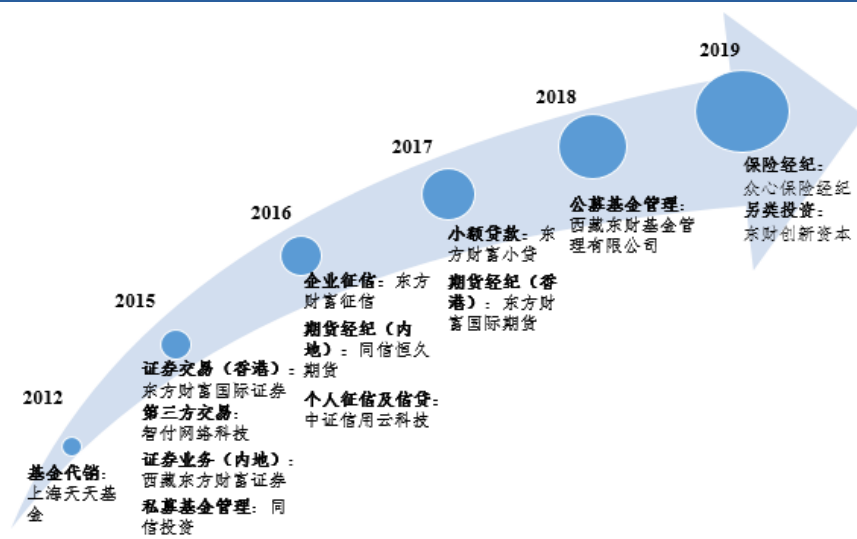 2012
基金代销：
上海天天基
金
2015
证券交易（香港）：
东方财富国际证券
第三方交易：
智付网络科技
证券业务（内地）：
西藏东方财富证券
私募基金管理：同
信投资
2016
企业征信：东方
财富征信
期货经纪（内
地）：同信恒久
期货
个人征信及信贷：
中证信用云科技
2017
小额贷款：东
方财富小贷
期货经纪（香
港）：东方财
富国际期货
2018
公募基金管理：
西藏东财基金管
理有限公司
2019
保险经纪：
众心保险经纪
另类投资：
东财创新资本